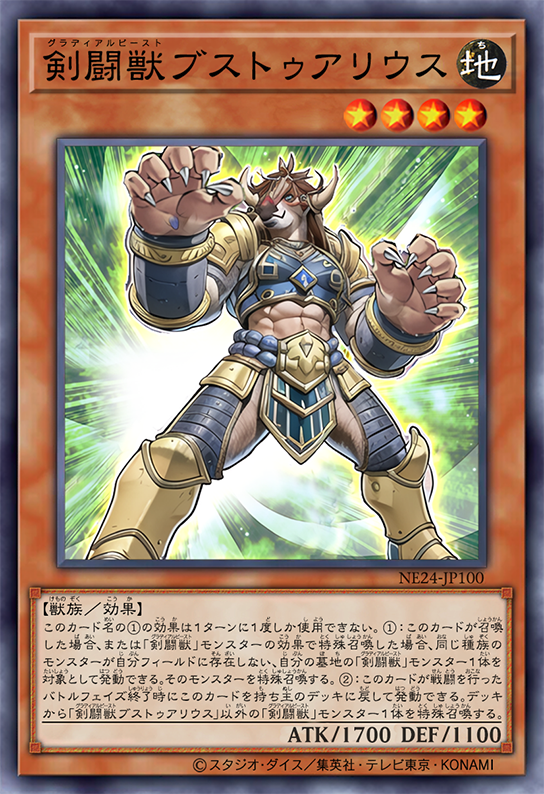 グラディアルビースト
剣闘獣ブストゥアリウス
ち
地
NE24-JP100
【獣族／効果】
このカード名の①の効果は1ターンに1度しか使用できない。①：このカードが召喚
した場合、または「剣闘獣」モンスターの効果で特殊召喚した場合、同じ種族の
モンスターが自分フィールドに存在しない、自分の墓地の「剣闘獣」モンスター1体を
対象として発動できる。そのモンスターを特殊召喚する。②：このカードが戦闘を行った
バトルフェイズ終了時にこのカードを持ち主のデッキに戻して発動できる。デッキ
から「剣闘獣ブストゥアリウス」以外の「剣闘獣」モンスター1体を特殊召喚する。
ATK/1700 DEF/1100
©スタジオ・ダイス／集英社・テレビ東京・KONAMI